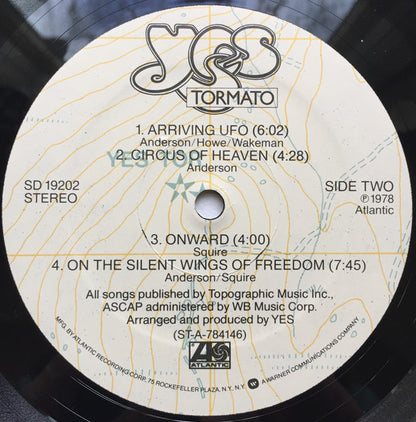 Yes
TORMATO
1. ARRIVING UFO (6:02)
Anderson/Howe/Wakeman
2. CIRCUS OF HEAVEN (4:28)
Anderson
YES TOR
SD 19202
STEREO
SIDE TWO
℗ 1978
Atlantic
3. ONWARD (4:00)
Squire
4. ON THE SILENT WINGS OF FREEDOM (7:45)
Anderson/Squire
All songs published by Topographic Music Inc.,
ASCAP administered by WB Music Corp.
Arranged and produced by YES
(ST-A-784146)
ATLANTIC
MFG. BY ATLANTIC RECORDING CORP., 75 ROCKEFELLER PLAZA, N.Y., N.Y. A WARNER COMMUNICATIONS COMPANY